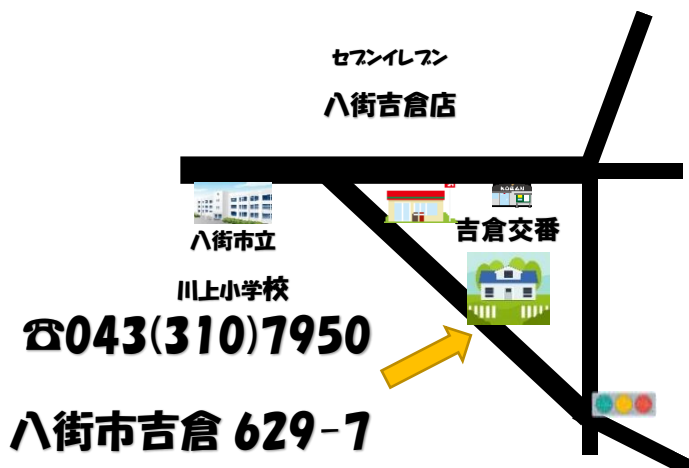 セブンイレブン
八街吉倉店
KOBAN
吉倉交番
八街市立
川上小学校
☎043(310)7950
八街市吉倉 629-7